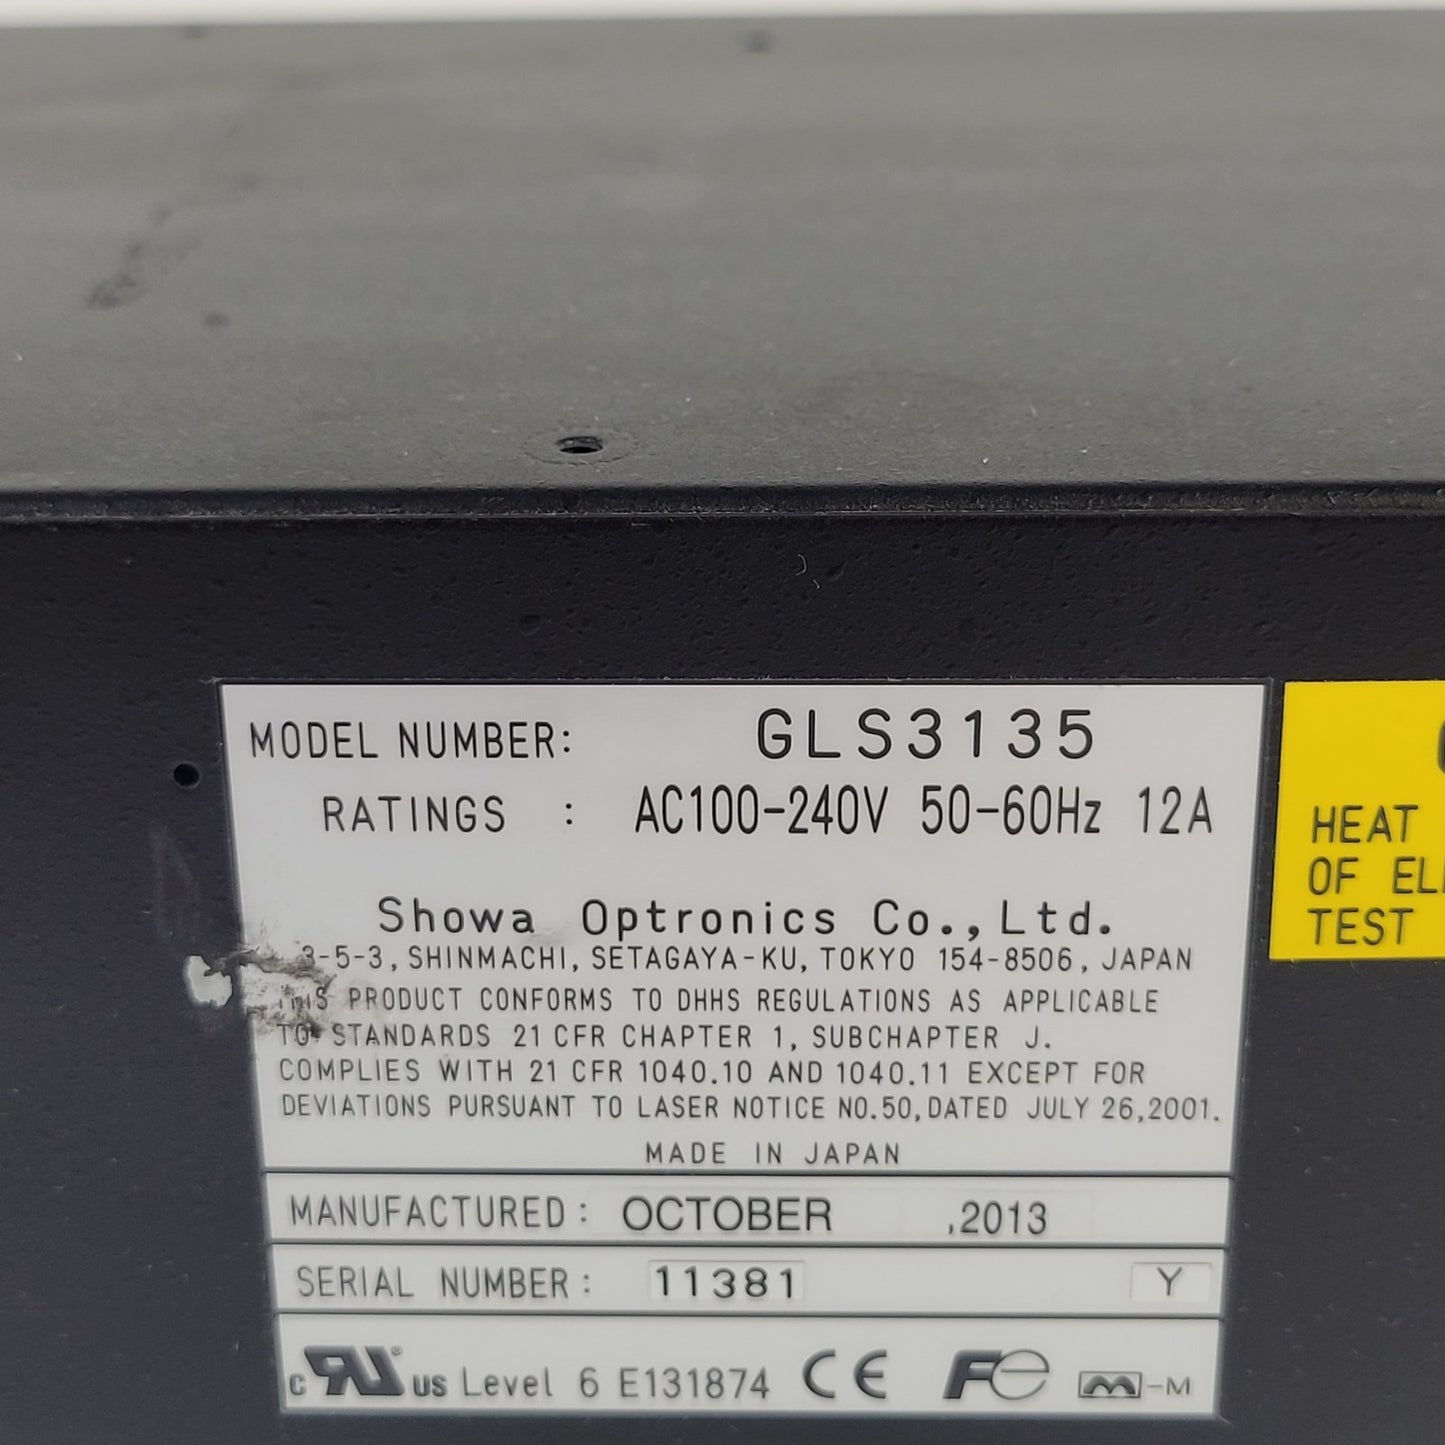 MODEL NUMBER: GLS3135
RATINGS : AC100-240V 50-60Hz 12A
Showa Optronics Co.,Ltd.
3-5-3, SHINMACHI, SETAGAYA-KU, TOKYO 154-8506, JAPAN
THIS PRODUCT CONFORMS TO DHHS REGULATIONS AS APPLICABLE
TO STANDARDS 21 CFR CHAPTER 1, SUBCHAPTER J.
COMPLIES WITH 21 CFR 1040.10 AND 1040.11 EXCEPT FOR
DEVIATIONS PURSUANT TO LASER NOTICE NO.50, DATED JULY 26,2001.
MADE IN JAPAN
MANUFACTURED: OCTOBER ,2013
SERIAL NUMBER: 11381 Y
c RU ® US Level 6 E131874 CE FC -M
HEAT
OF
TEST